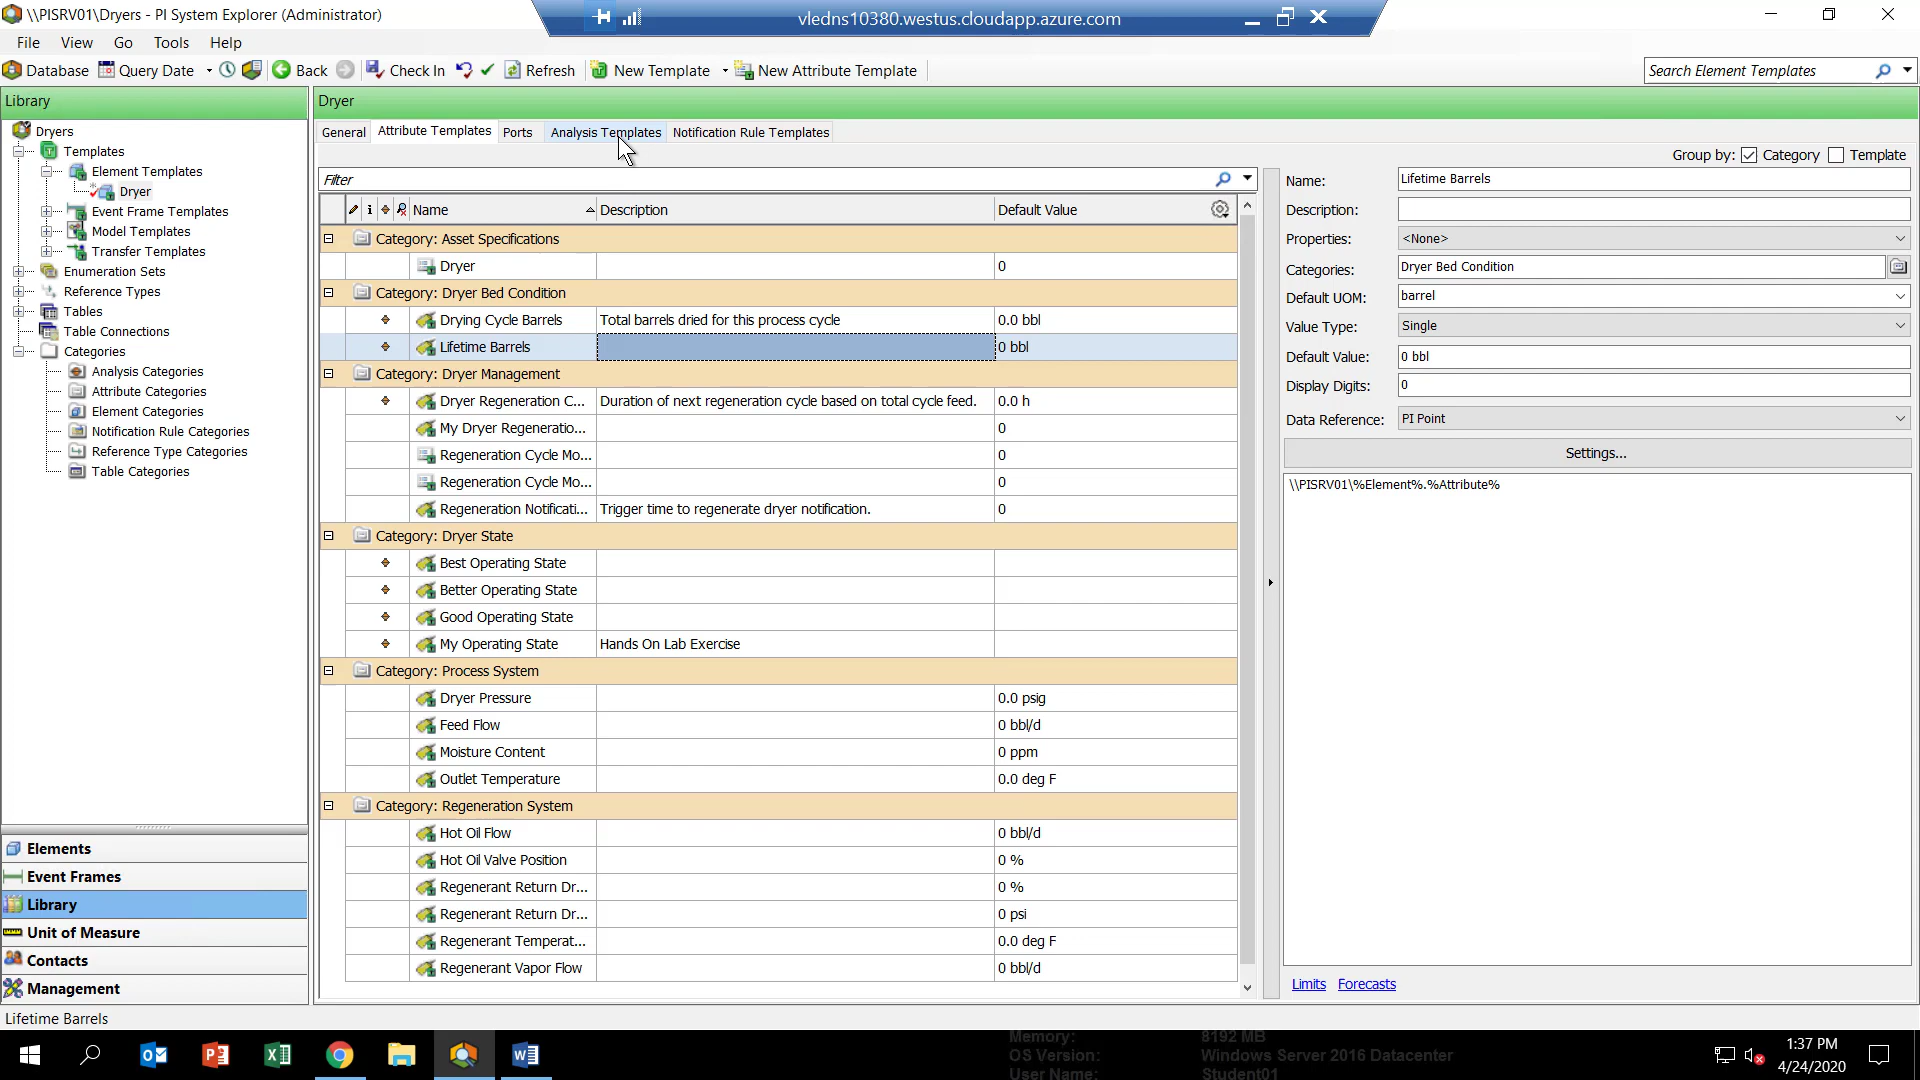 \\PISRV01\Dryers - PI System Explorer (Administrator)
vledns10380.westus.cloudapp.azure.com
File View Go Tools Help
Database Query Date Back Check In Refresh New Template New Attribute Template
Search Element Templates
Library
Dryers
Templates
Element Templates
Dryer
Event Frame Templates
Model Templates
Transfer Templates
Enumeration Sets
Reference Types
Tables
Table Connections
Categories
Analysis Categories
Attribute Categories
Element Categories
Notification Rule Categories
Reference Type Categories
Table Categories
Elements
Event Frames
Library
Unit of Measure
Contacts
Management
Dryer
General Attribute Templates Ports Analysis Templates Notification Rule Templates
Group by: Category Template
Filter
Name Description Default Value
Category: Asset Specifications
Dryer 0
Category: Dryer Bed Condition
Drying Cycle Barrels Total barrels dried for this process cycle 0.0 bbl
Lifetime Barrels 0 bbl
Category: Dryer Management
Dryer Regeneration C... Duration of next regeneration cycle based on total cycle feed. 0.0 h
My Dryer Regeneratio... 0
Regeneration Cycle Mo... 0
Regeneration Cycle Mo... 0
Regeneration Notificati... Trigger time to regenerate dryer notification. 0
Category: Dryer State
Best Operating State
Better Operating State
Good Operating State
My Operating State Hands On Lab Exercise
Category: Process System
Dryer Pressure 0.0 psig
Feed Flow 0 bbl/d
Moisture Content 0 ppm
Outlet Temperature 0.0 deg F
Category: Regeneration System
Hot Oil Flow 0 bbl/d
Hot Oil Valve Position 0 %
Regenerant Return Dr... 0 %
Regenerant Return Dr... 0 psi
Regenerant Temperat... 0.0 deg F
Regenerant Vapor Flow 0 bbl/d
Name: Lifetime Barrels
Description:
Properties: <None>
Categories: Dryer Bed Condition
Default UOM: barrel
Value Type: Single
Default Value: 0 bbl
Display Digits: 0
Data Reference: PI Point
Settings...
\\PISRV01\%Element%.%Attribute%
Limits Forecasts
Lifetime Barrels
Memory: 8192 MB
OS Version: Windows Server 2016 Datacenter
User Name: Student01
1:37 PM
4/24/2020